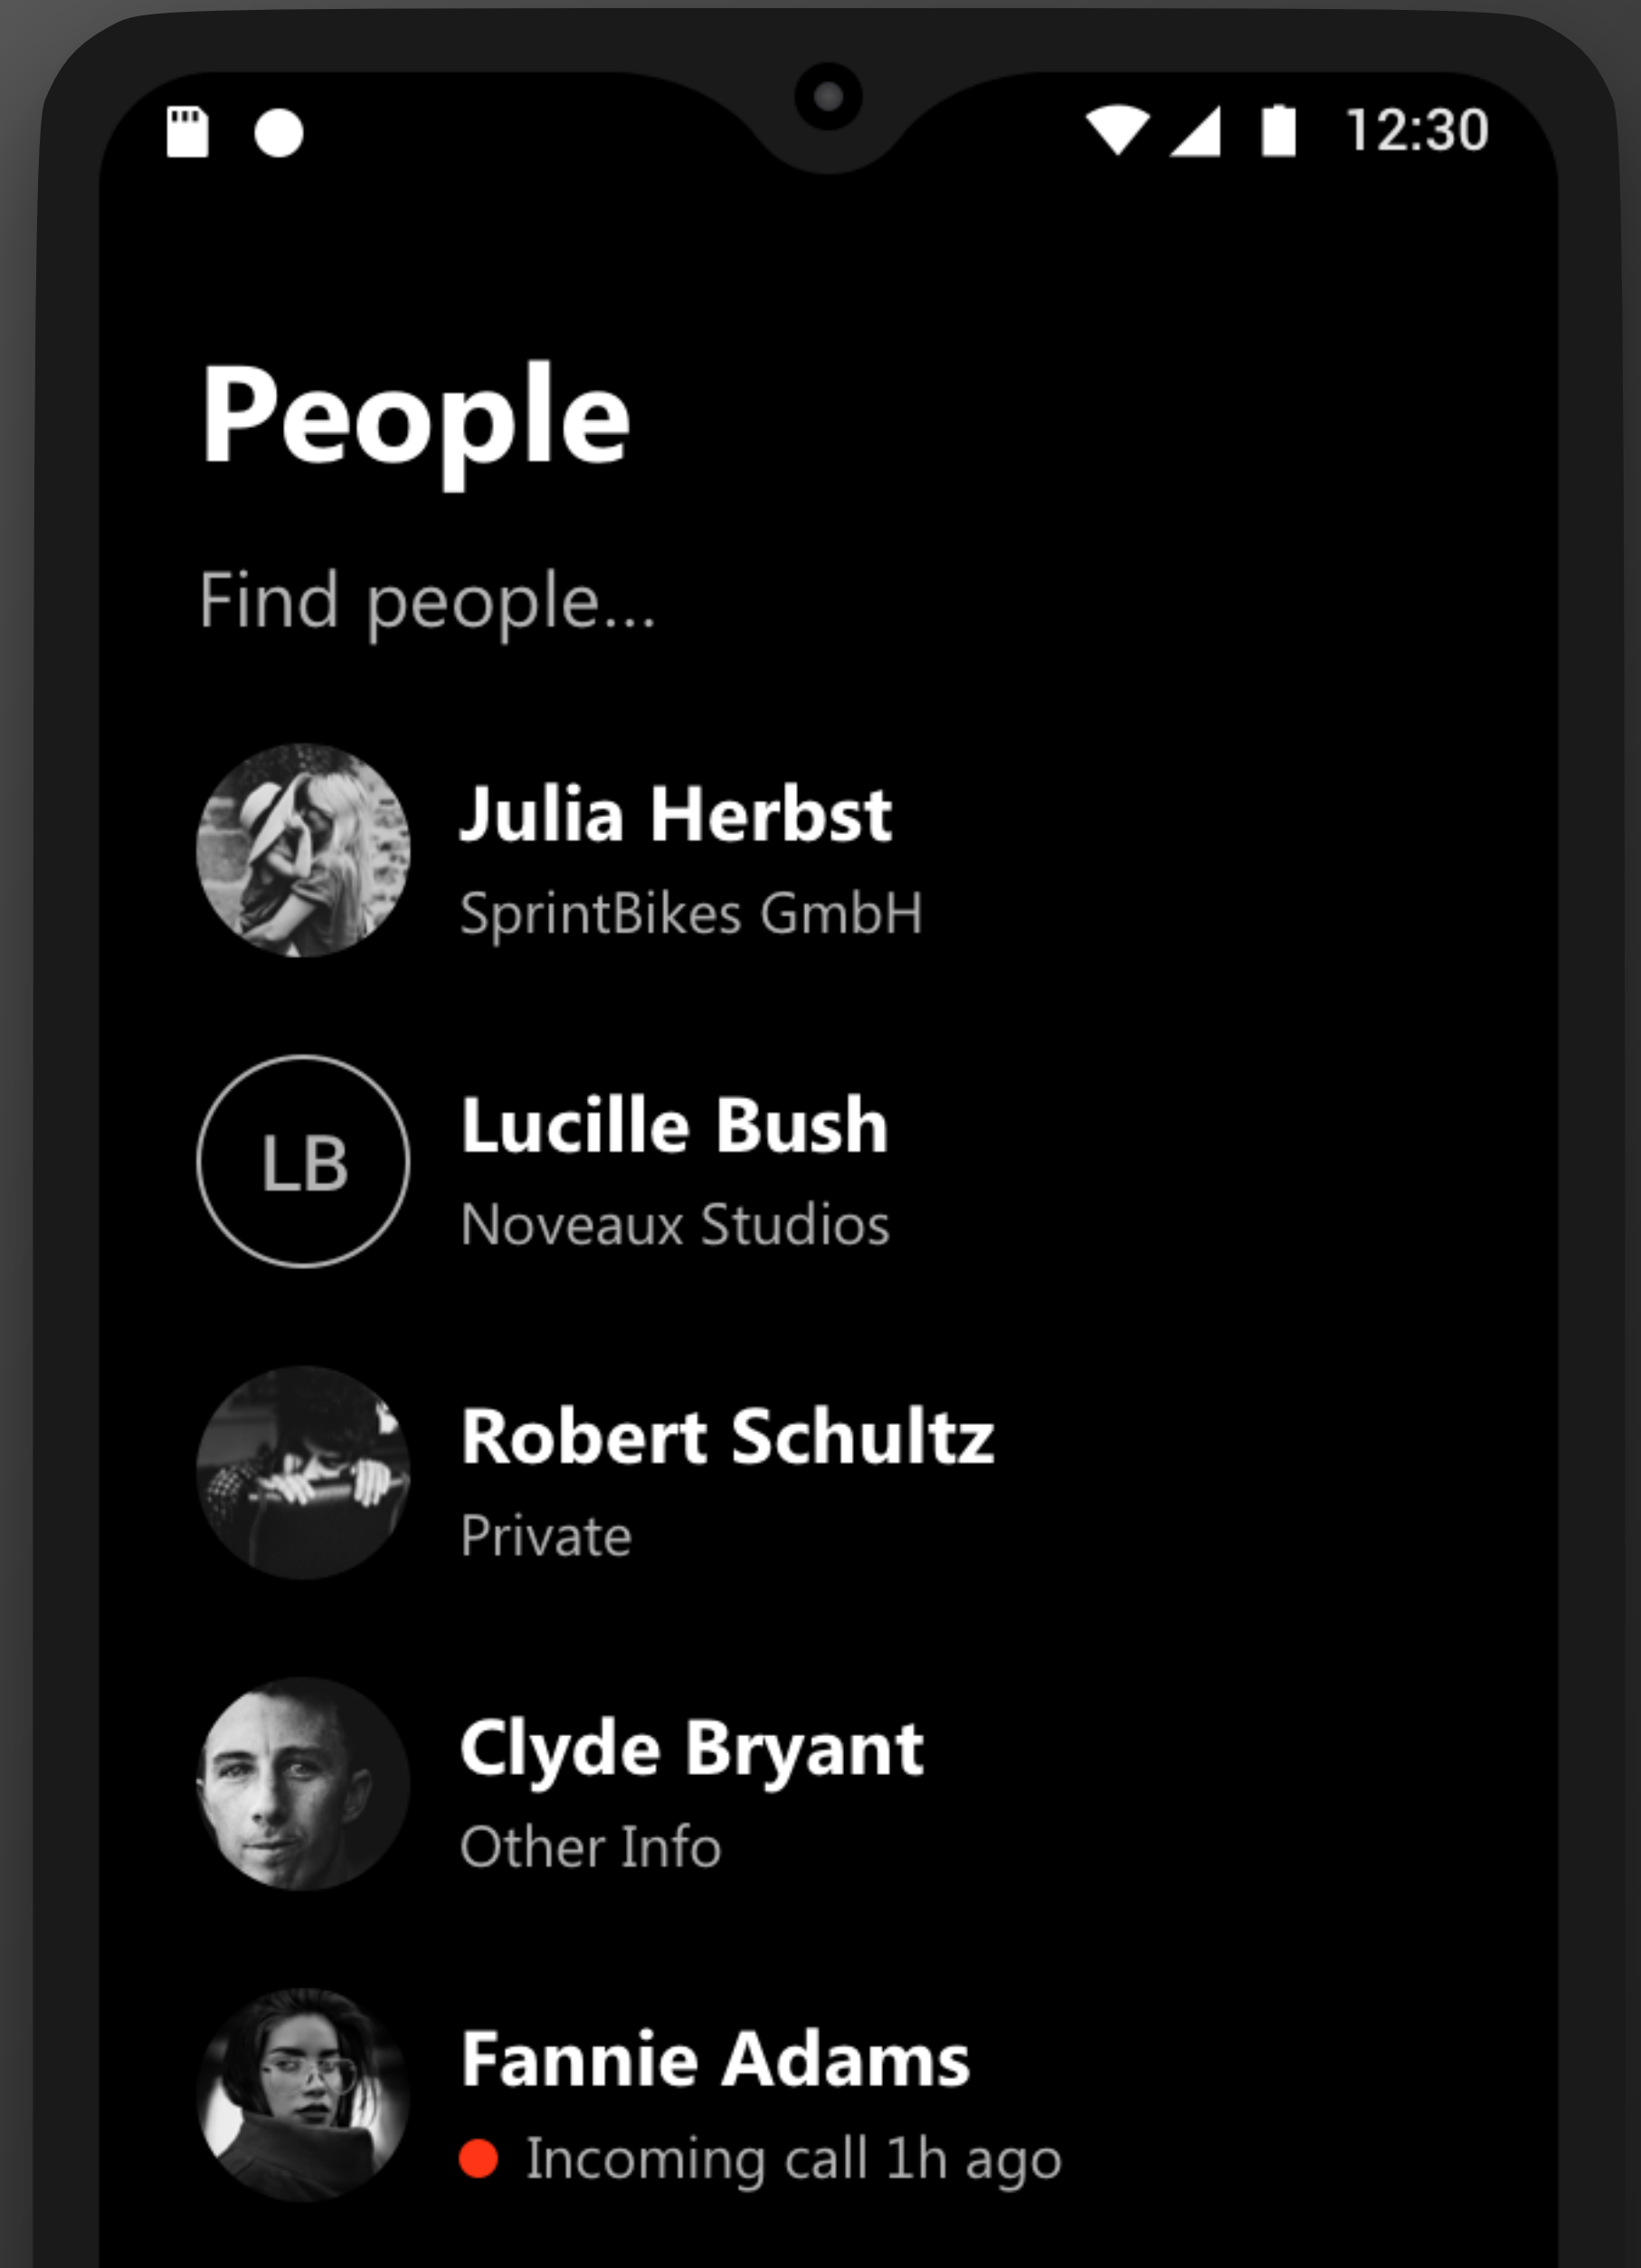 12:30
People
Find people...
Julia Herbst
SprintBikes GmbH
LB
Lucille Bush
Noveaux Studios
Robert Schultz
Private
Clyde Bryant
Other Info
Fannie Adams
Incoming call 1h ago